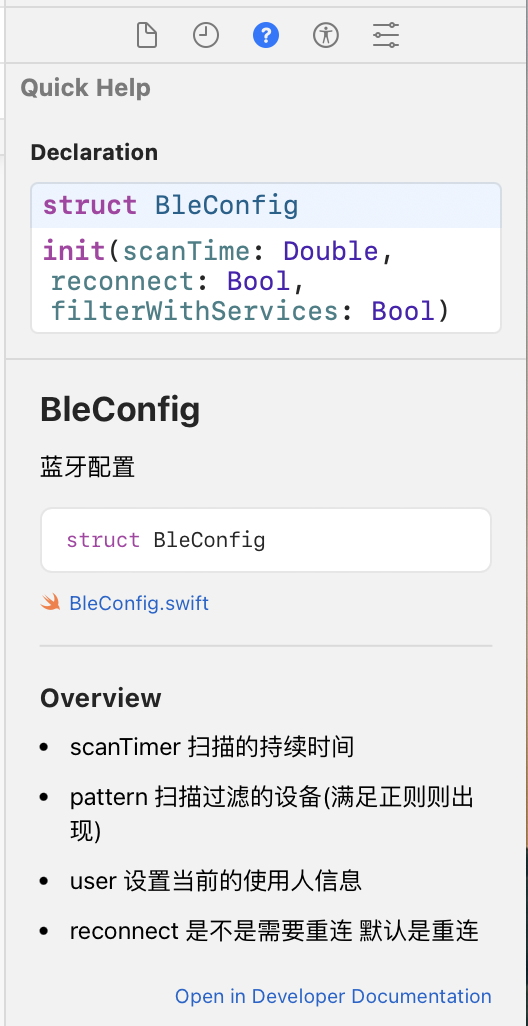 Quick Help
Declaration
struct BleConfig
init(scanTime: Double,
reconnect: Bool,
filterWithServices: Bool)
BleConfig
蓝牙配置
struct BleConfig
BleConfig.swift
Overview
• scanTimer 扫描的持续时间
• pattern 扫描过滤的设备(满足正则则出
现)
• user 设置当前的使用人信息
• reconnect 是不是需要重连 默认是重连
Open in Developer Documentation